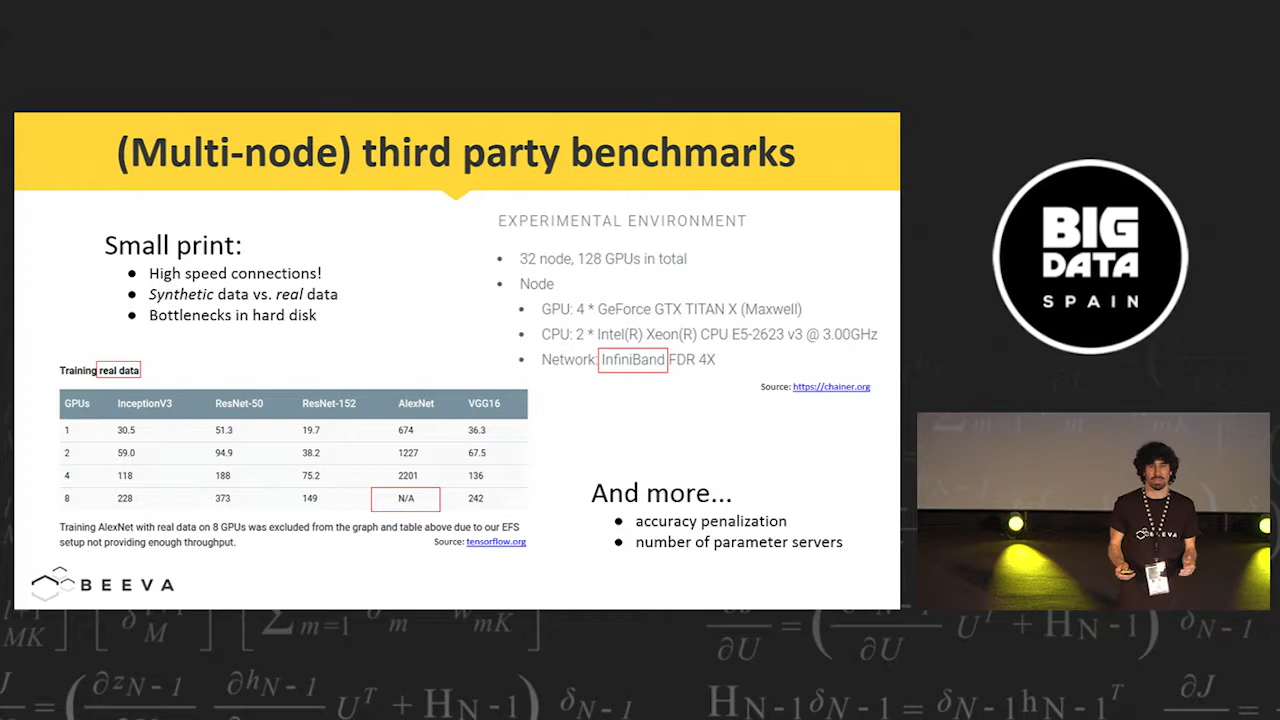 (Multi-node) third party benchmarks
Small print:
● High speed connections!
● Synthetic data vs. real data
● Bottlenecks in hard disk
EXPERIMENTAL ENVIRONMENT
• 32 node, 128 GPUs in total
• Node
• GPU: 4 * GeForce GTX TITAN X (Maxwell)
• CPU: 2 * Intel(R) Xeon(R) CPU E5-2623 v3 @ 3.00GHz
• Network: InfiniBand FDR 4X
Source: https://chainer.org
Training real data
GPUs InceptionV3 ResNet-50 ResNet-152 AlexNet VGG16
1 30.5 51.3 19.7 674 36.3
2 59.0 94.9 38.2 1227 67.5
4 118 188 75.2 2201 136
8 228 373 149 N/A 242
Training AlexNet with real data on 8 GPUs was excluded from the graph and table above due to our EFS
setup not providing enough throughput.
Source: tensorflow.org
And more...
● accuracy penalization
● number of parameter servers
BEEVA
BIG
DATA
SPAIN
BEEVA